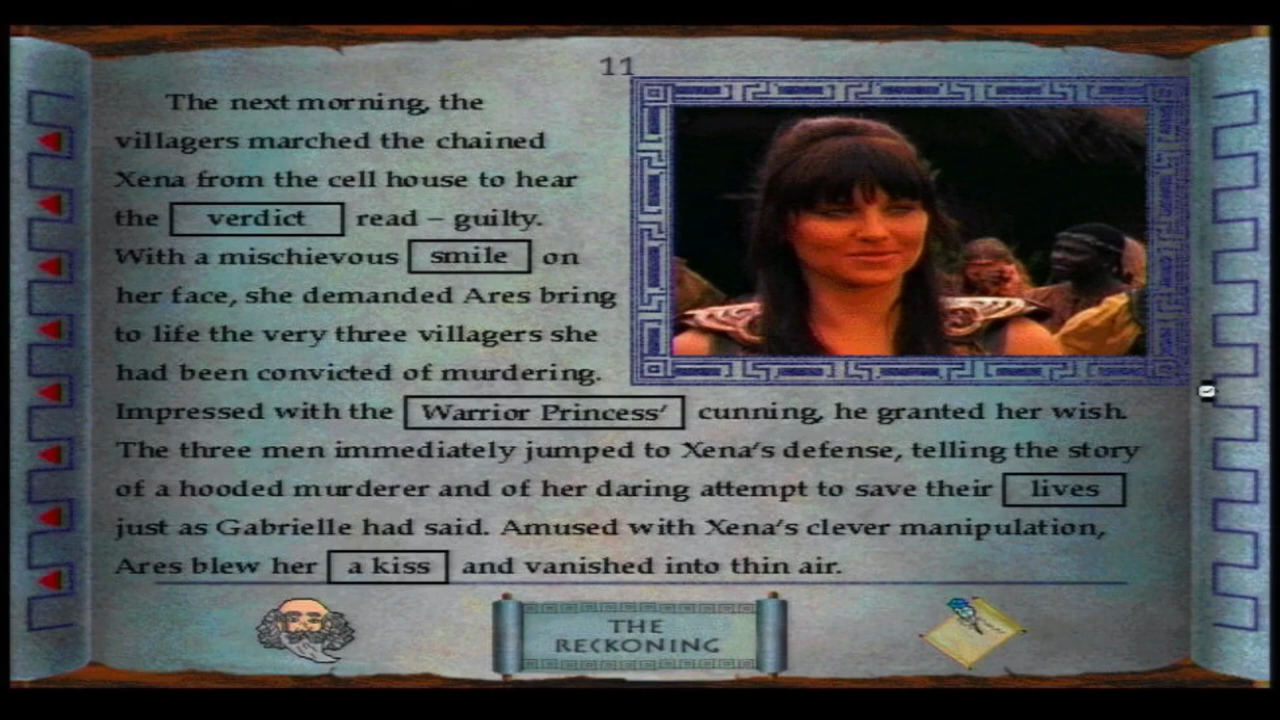 11
The next morning, the
villagers marched the chained
Xena from the cell house to hear
the verdict read – guilty.
With a mischievous smile on
her face, she demanded Ares bring
to life the very three villagers she
had been convicted of murdering.
Impressed with the Warrior Princess' cunning, he granted her wish.
The three men immediately jumped to Xena's defense, telling the story
of a hooded murderer and of her daring attempt to save their lives
just as Gabrielle had said. Amused with Xena's clever manipulation,
Ares blew her a kiss and vanished into thin air.
THE
RECKONING